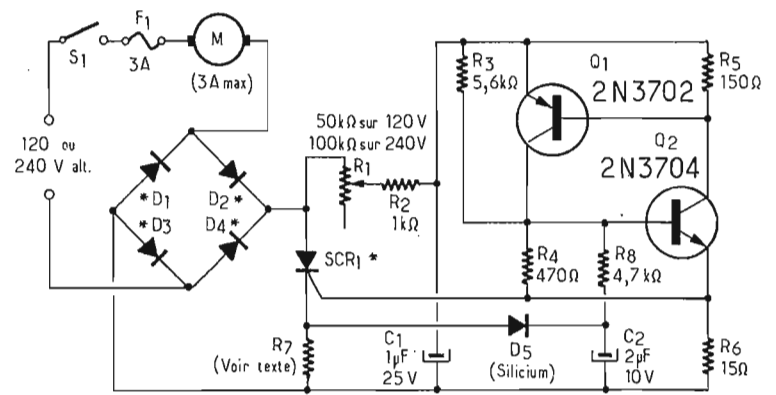 F1
S1
3A
M
(3A max)
120 ou
240 V alt.
* D1
D2 *
* D3
D4 *
50kΩ sur 120V
100kΩ sur 240V
R1
R2
1kΩ
SCR1 *
R7
(Voir texte)
C1
1µF
25V
R3
5,6kΩ
Q1
2N3702
R5
150Ω
Q2
2N3704
R4
470Ω
R8
4,7kΩ
D5
(Silicium)
C2
2µF
10V
R6
15Ω